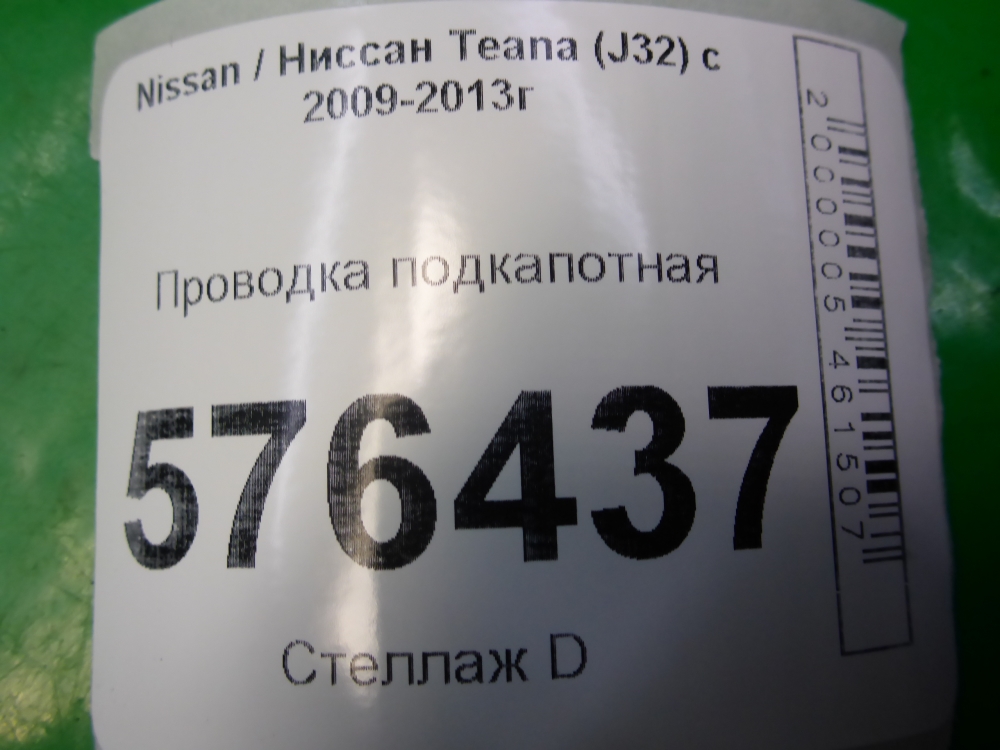 Nissan / Ниссан Teana (J32) с
2009-2013г
Проводка подкапотная
576437
Стеллаж D
2000005461507